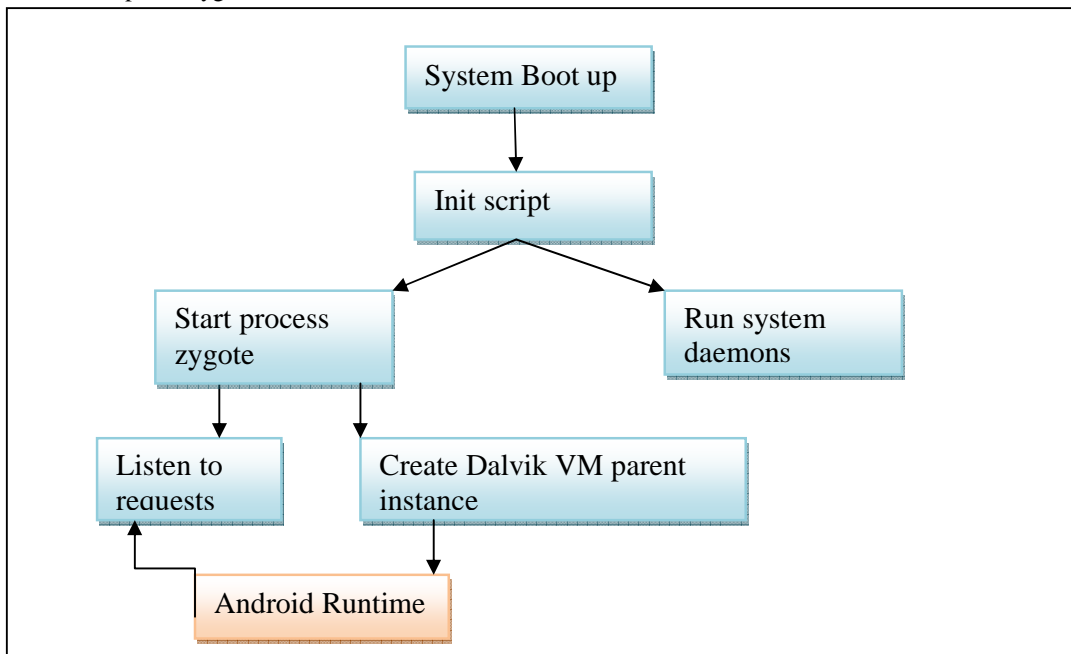 System Boot up
Init script
Start process
zygote
Run system
daemons
Listen to
requests
Create Dalvik VM parent
instance
Android Runtime